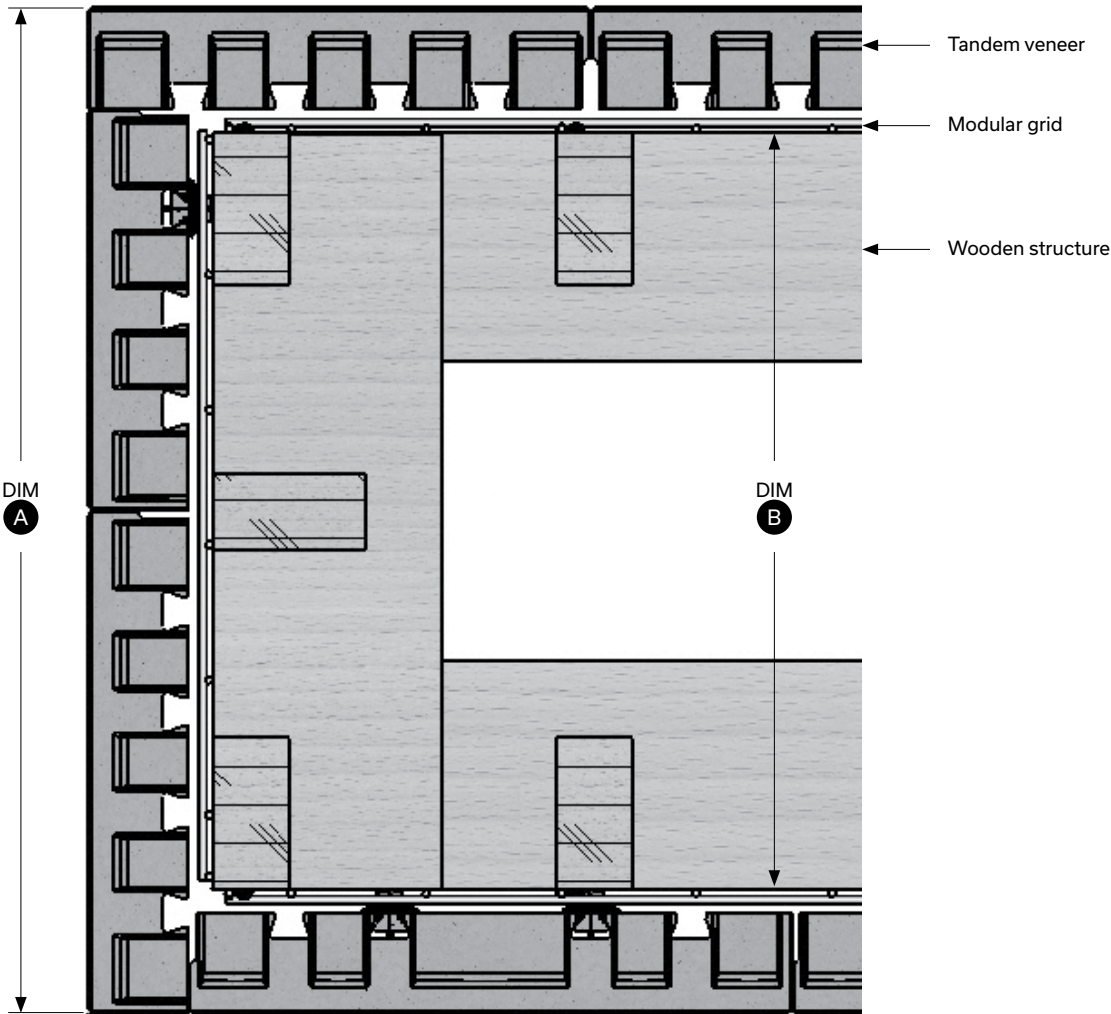 Tandem veneer
Modular grid
Wooden structure
DIM
A
DIM
B